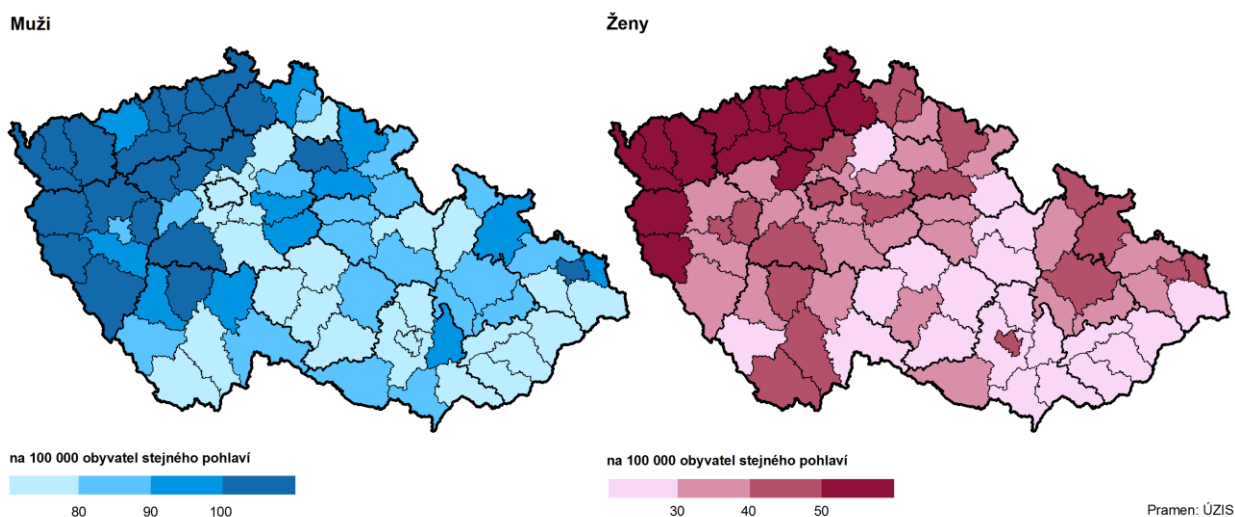 Muži
Ženy
na 100 000 obyvatel stejného pohlaví
80 90 100
na 100 000 obyvatel stejného pohlaví
30 40 50
Pramen: ÚZIS